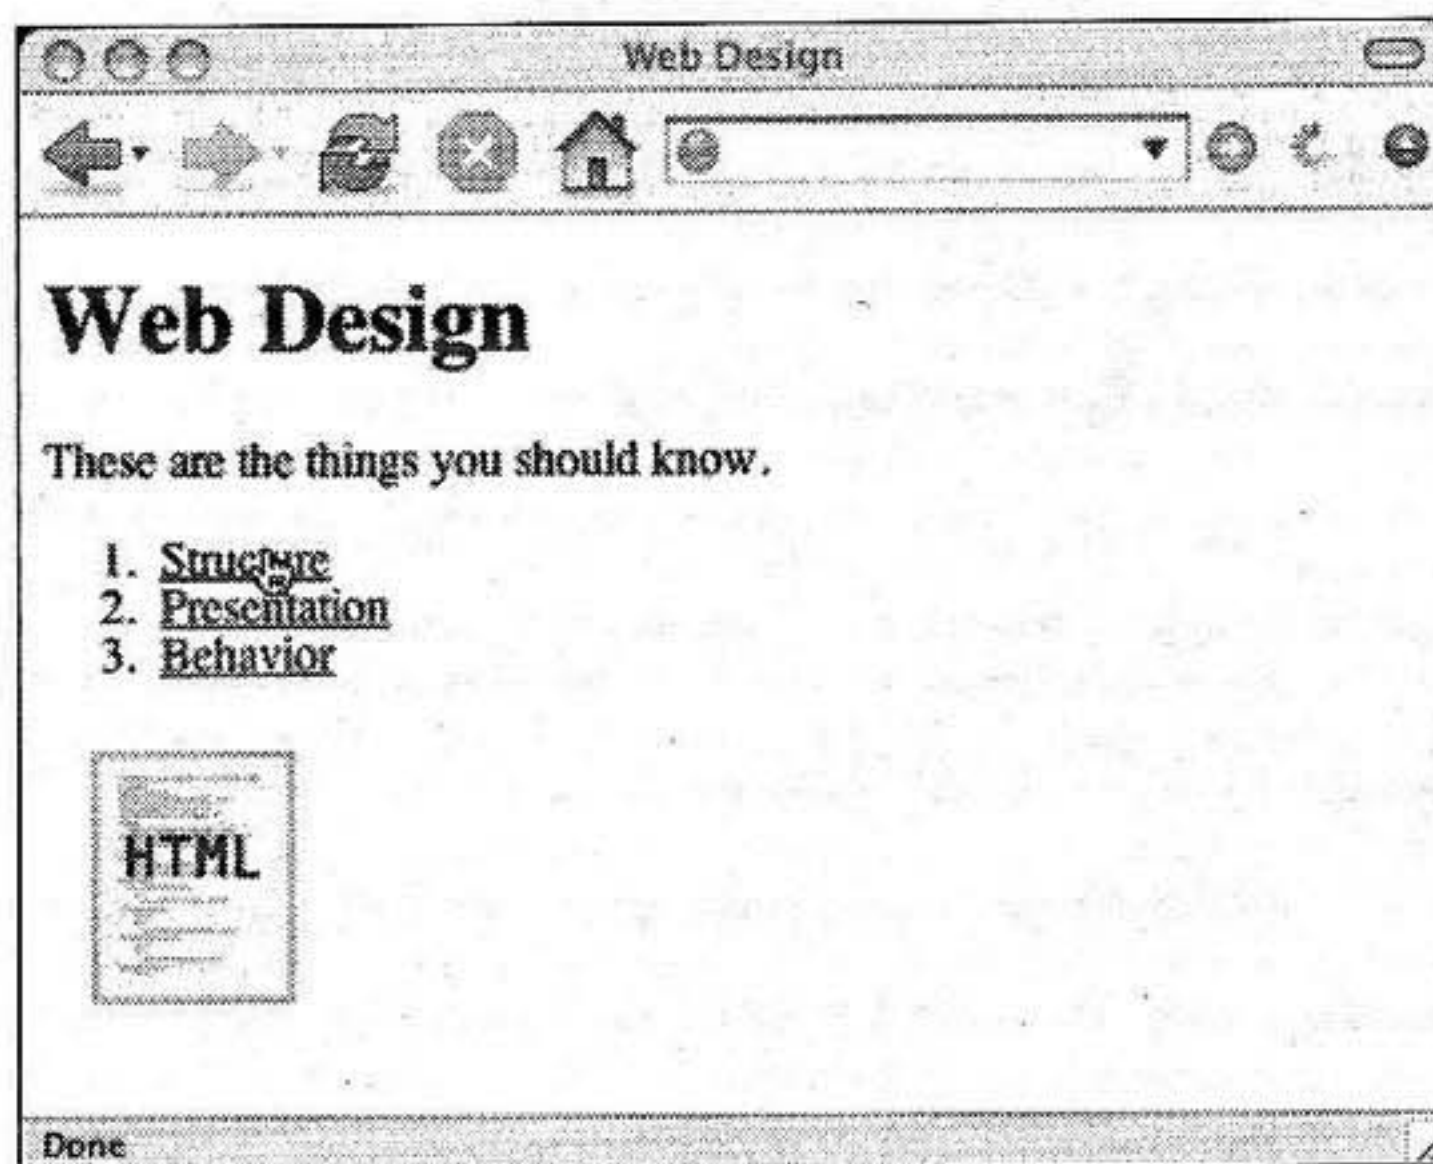 Web Design
Web Design
These are the things you should know.
1. Structure
2. Presentation
3. Behavior
HTML
Done